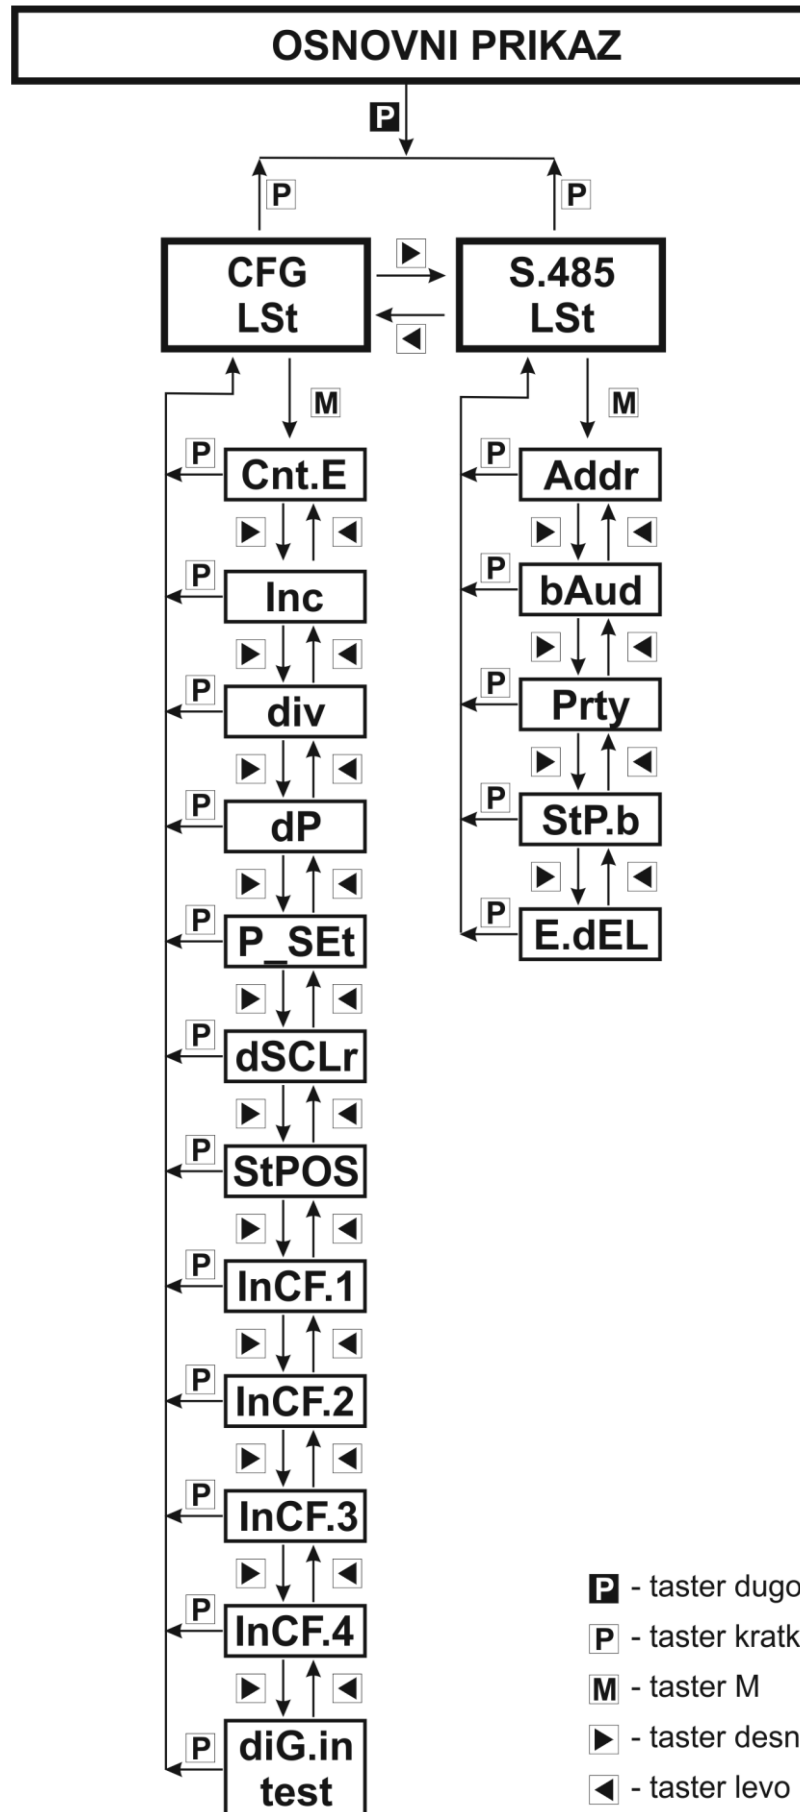 OSNOVNI PRIKAZ
P
P
P
CFG
LSt
S.485
LSt
M
M
P
Cnt.E
P
Addr
P
Inc
P
bAud
P
div
P
Prty
P
dP
P
StP.b
P
P_SEt
P
E.dEL
P
dSCLr
P
StPOS
P
InCF.1
P
InCF.2
P
InCF.3
P
InCF.4
P
diG.in
test
P - taster dugo
P - taster kratk
M - taster M
▶ - taster desn
◀ - taster levo